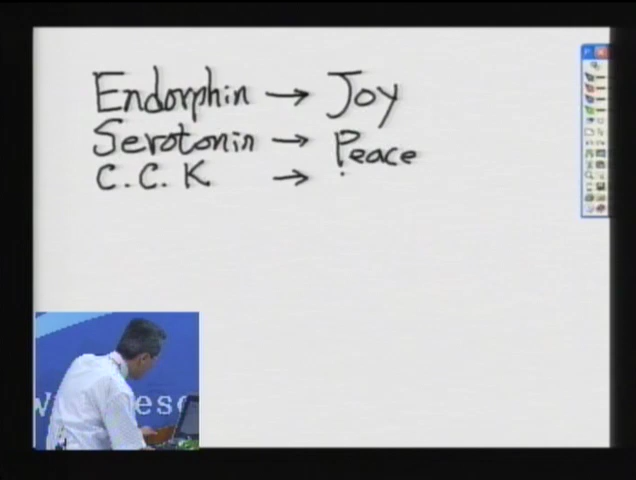 Endorphin → Joy
Serotonin → Peace
C.C.K →